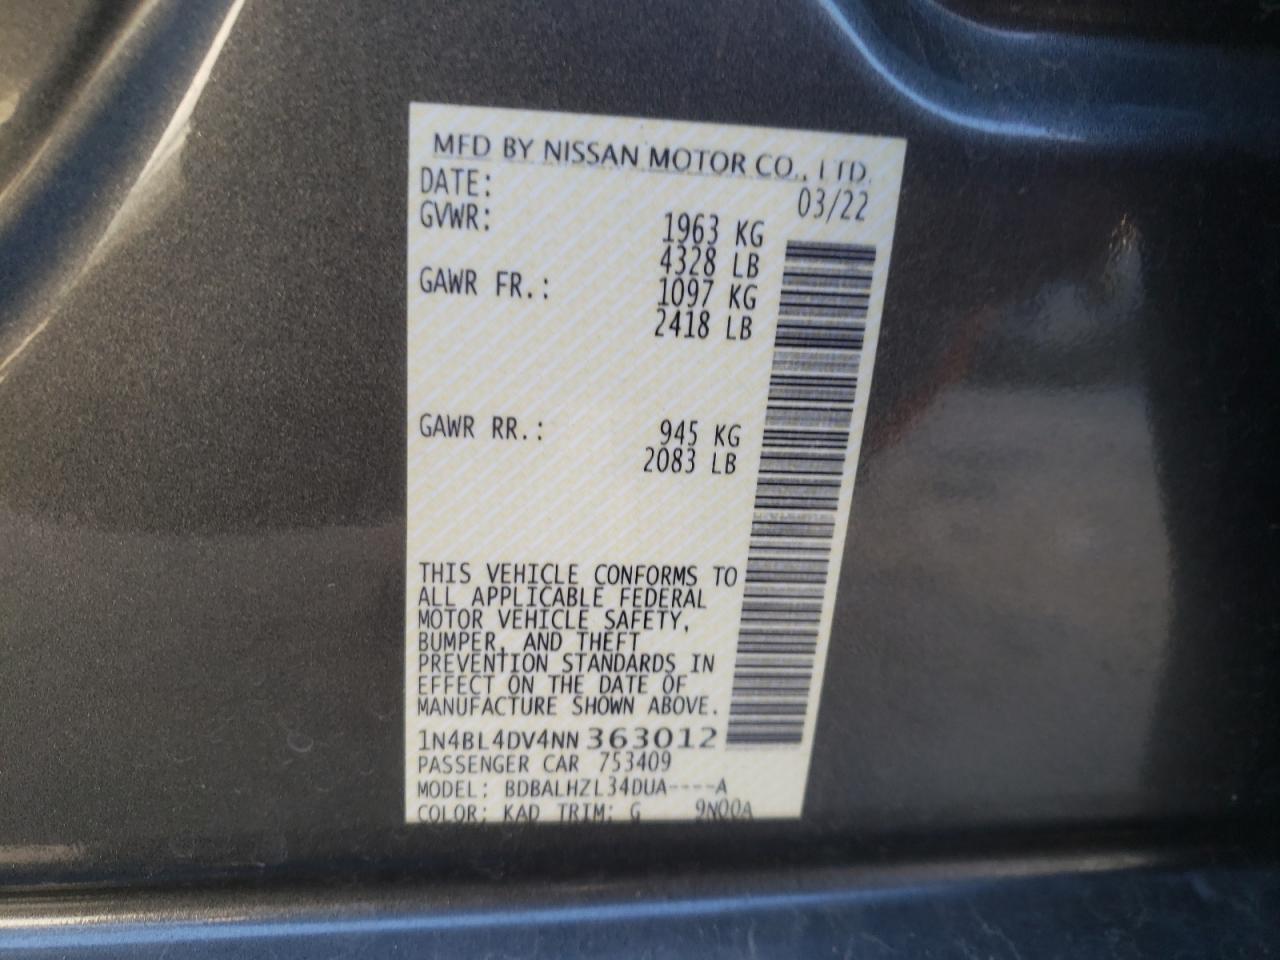 MFD BY NISSAN MOTOR CO., LTD.
DATE: 03/22
GVWR: 1963 KG
4328 LB
GAWR FR.: 1097 KG
2418 LB
GAWR RR.: 945 KG
2083 LB
THIS VEHICLE CONFORMS TO
ALL APPLICABLE FEDERAL
MOTOR VEHICLE SAFETY,
BUMPER, AND THEFT
PREVENTION STANDARDS IN
EFFECT ON THE DATE OF
MANUFACTURE SHOWN ABOVE.
1N4BL4DV4NN363012
PASSENGER CAR 753409
MODEL: BDBALHZL34DUA----A
COLOR: KAD TRIM: G 9N00A